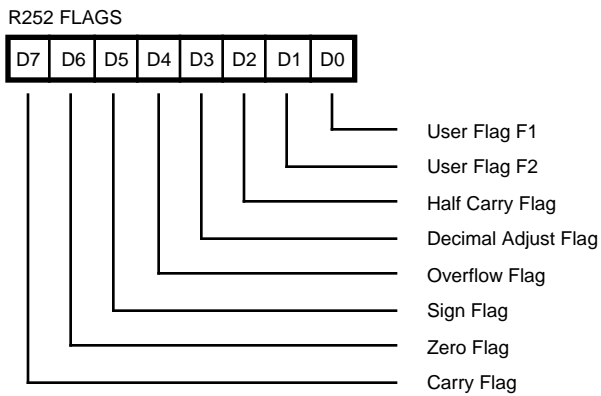 R252 FLAGS
D7 D6 D5 D4 D3 D2 D1 D0
User Flag F1
User Flag F2
Half Carry Flag
Decimal Adjust Flag
Overflow Flag
Sign Flag
Zero Flag
Carry Flag